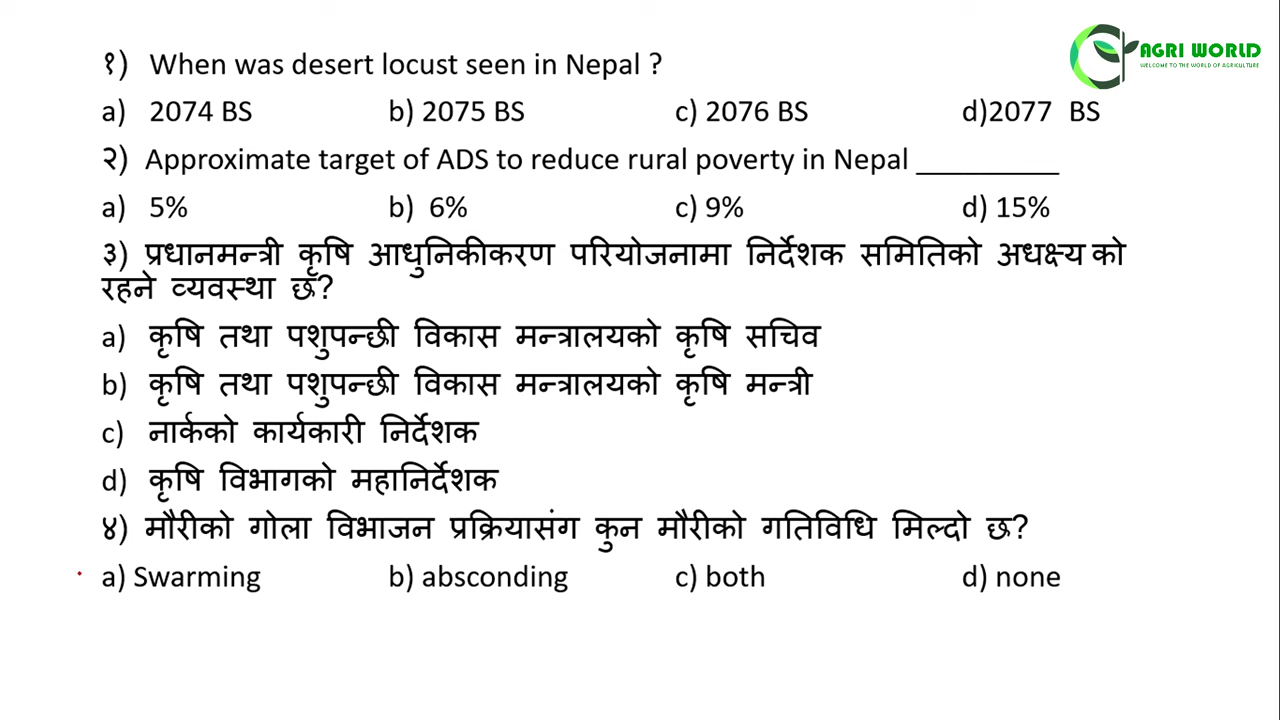 AGRI WORLD
WELCOME TO THE WORLD OF AGRICULTURE
१) When was desert locust seen in Nepal ?
a) 2074 BS b) 2075 BS c) 2076 BS d)2077 BS
२) Approximate target of ADS to reduce rural poverty in Nepal _________
a) 5% b) 6% c) 9% d) 15%
३) प्रधानमन्त्री कृषि आधुनिकीकरण परियोजनामा निर्देशक समितिको अधक्ष्य को
रहने व्यवस्था छ?
a) कृषि तथा पशुपन्छी विकास मन्त्रालयको कृषि सचिव
b) कृषि तथा पशुपन्छी विकास मन्त्रालयको कृषि मन्त्री
c) नार्कको कार्यकारी निर्देशक
d) कृषि विभागको महानिर्देशक
४) मौरीको गोला विभाजन प्रक्रियासंग कुन मौरीको गतिविधि मिल्दो छ?
a) Swarming b) absconding c) both d) none